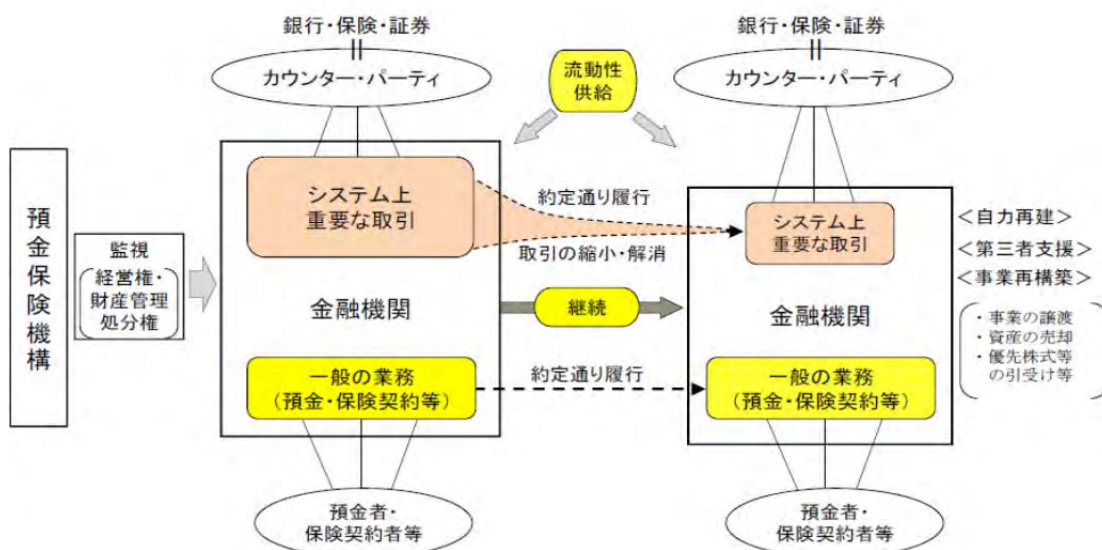 銀行・保険・証券
||
カウンター・パーティ
流動性
供給
銀行・保険・証券
||
カウンター・パーティ
預金保険機構
監視
経営権・
財産管理
処分権
システム上
重要な取引
約定通り履行
取引の縮小・解消
システム上
重要な取引
<自力再建>
<第三者支援>
<事業再構築>
・事業の譲渡
・資産の売却
・優先株式等
の引受け等
金融機関
継続
金融機関
一般の業務
(預金・保険契約等)
約定通り履行
一般の業務
(預金・保険契約等)
預金者・
保険契約者等
預金者・
保険契約者等